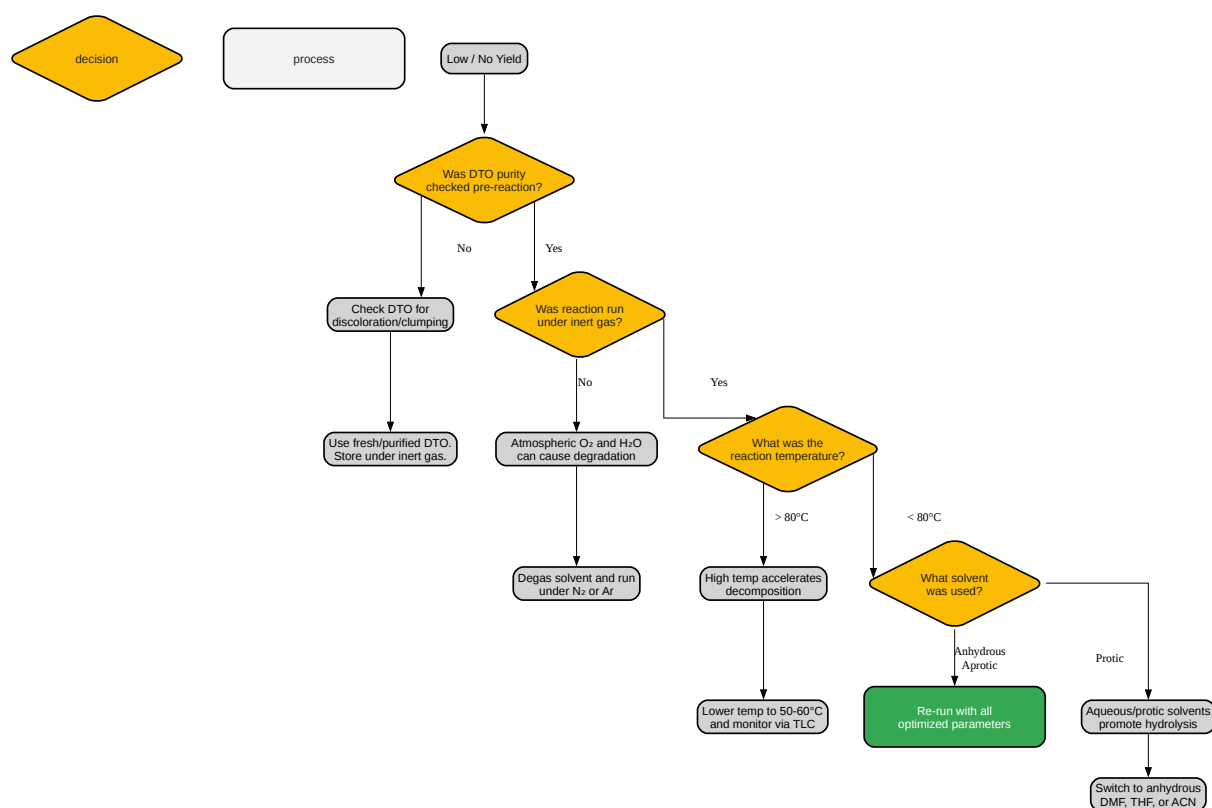 decision
process
Low / No Yield
Was DTO purity
checked pre-reaction?
No
Yes
Check DTO for
discoloration/clumping
Was reaction run
under inert gas?
No
Yes
Use fresh/purified DTO.
Store under inert gas.
Atmospheric O₂ and H₂O
can cause degradation
What was the
reaction temperature?
> 80°C
< 80°C
Degas solvent and run
under N₂ or Ar
High temp accelerates
decomposition
What solvent
was used?
Anhydrous
Aprotic
Protic
Lower temp to 50-60°C
and monitor via TLC
Re-run with all
optimized parameters
Aqueous/protic solvents
promote hydrolysis
Switch to anhydrous
DMF, THF, or ACN